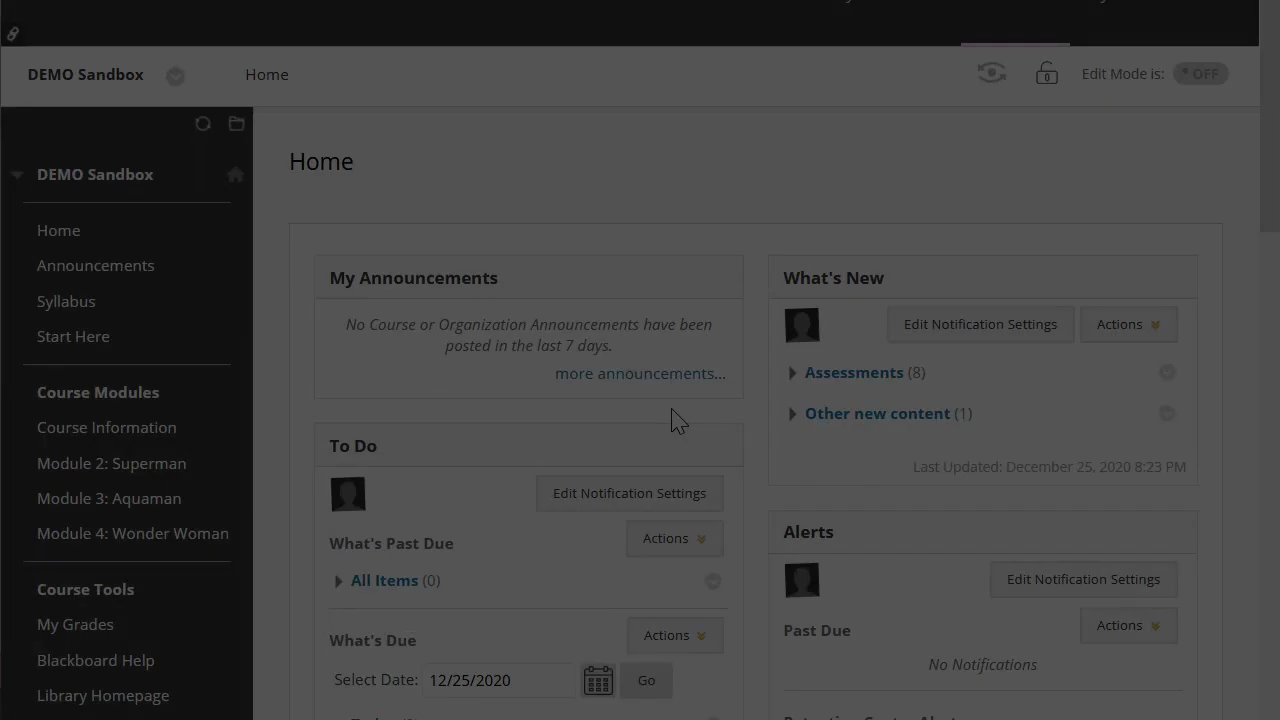 DEMO Sandbox
Home
Edit Mode is:
OFF
DEMO Sandbox
Home
Announcements
Syllabus
Start Here
Course Modules
Course Information
Module 2: Superman
Module 3: Aquaman
Module 4: Wonder Woman
Course Tools
My Grades
Blackboard Help
Library Homepage
Home
My Announcements
No Course or Organization Announcements have been
posted in the last 7 days.
more announcements...
To Do
Edit Notification Settings
Actions
What's Past Due
All Items (0)
Actions
What's Due
Select Date: 12/25/2020 Go
What's New
Edit Notification Settings Actions
Assessments (8)
Other new content (1)
Last Updated: December 25, 2020 8:23 PM
Alerts
Edit Notification Settings
Actions
Past Due
No Notifications